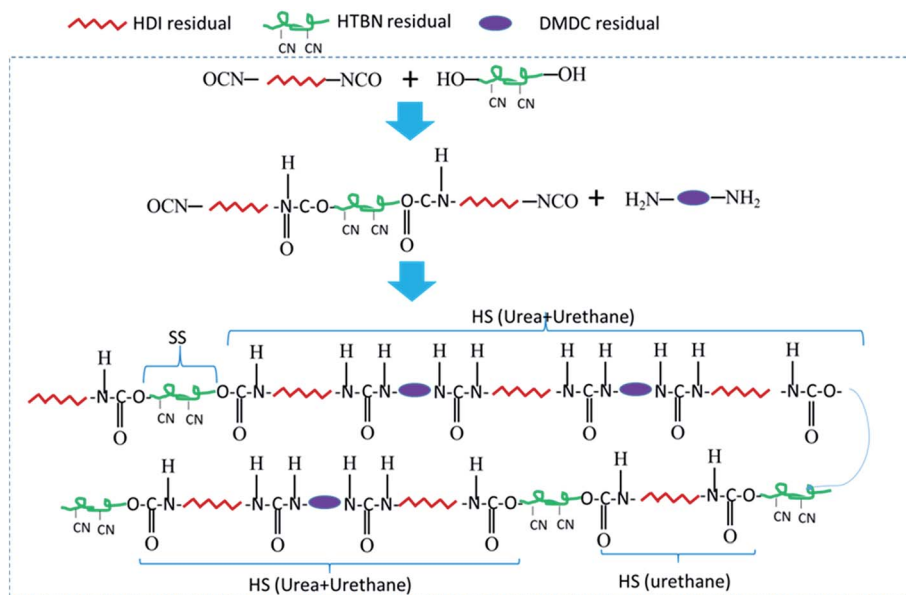 HDI residual HTBN residual DMDC residual
CN CN
OCN NCO + HO OH
CN CN
H H
OCN N-C-O O-C-N NCO + H₂N NH₂
CN CN
O O
HS (Urea+Urethane)
SS
H H H H H H H H H H H
N-C-O O-C-N N-C-N N-C-N N-C-N N-C-N N-C-O-
CN CN
O O O O O O O
H H H H H H H H
O-C-N N-C-N N-C-N N-C-O O-C-N N-C-O
CN CN CN CN CN CN
O O O O O O
HS (Urea+Urethane) HS (urethane)